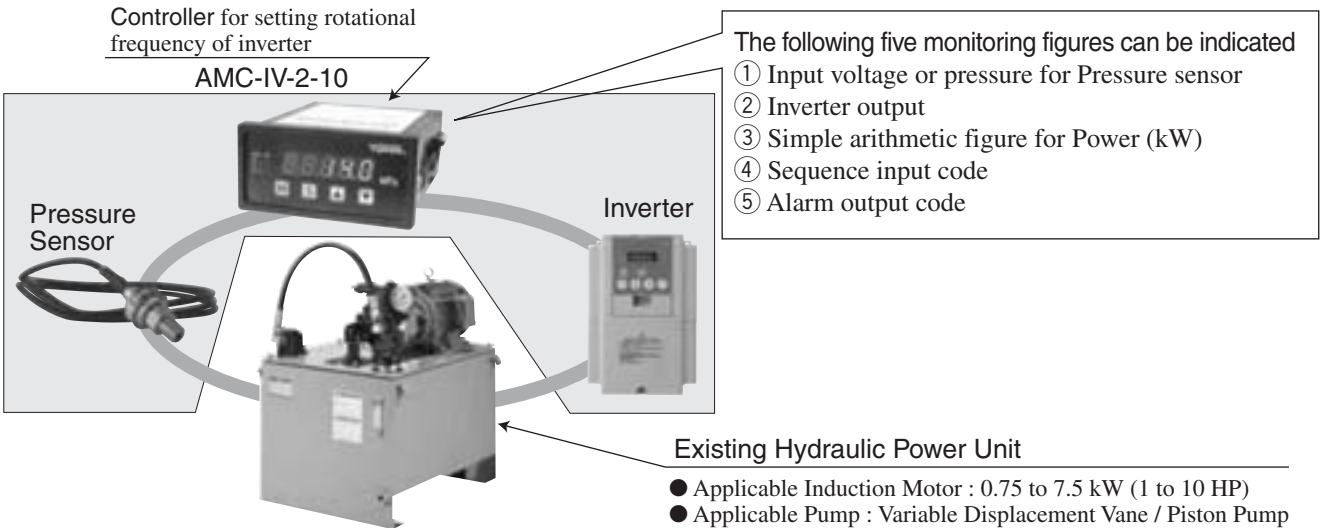 Controller for setting rotational
frequency of inverter
AMC-IV-2-10
The following five monitoring figures can be indicated
① Input voltage or pressure for Pressure sensor
② Inverter output
③ Simple arithmetic figure for Power (kW)
④ Sequence input code
⑤ Alarm output code
14.0
MPa
Pressure
Sensor
Inverter
Existing Hydraulic Power Unit
● Applicable Induction Motor : 0.75 to 7.5 kW (1 to 10 HP)
● Applicable Pump : Variable Displacement Vane / Piston Pump